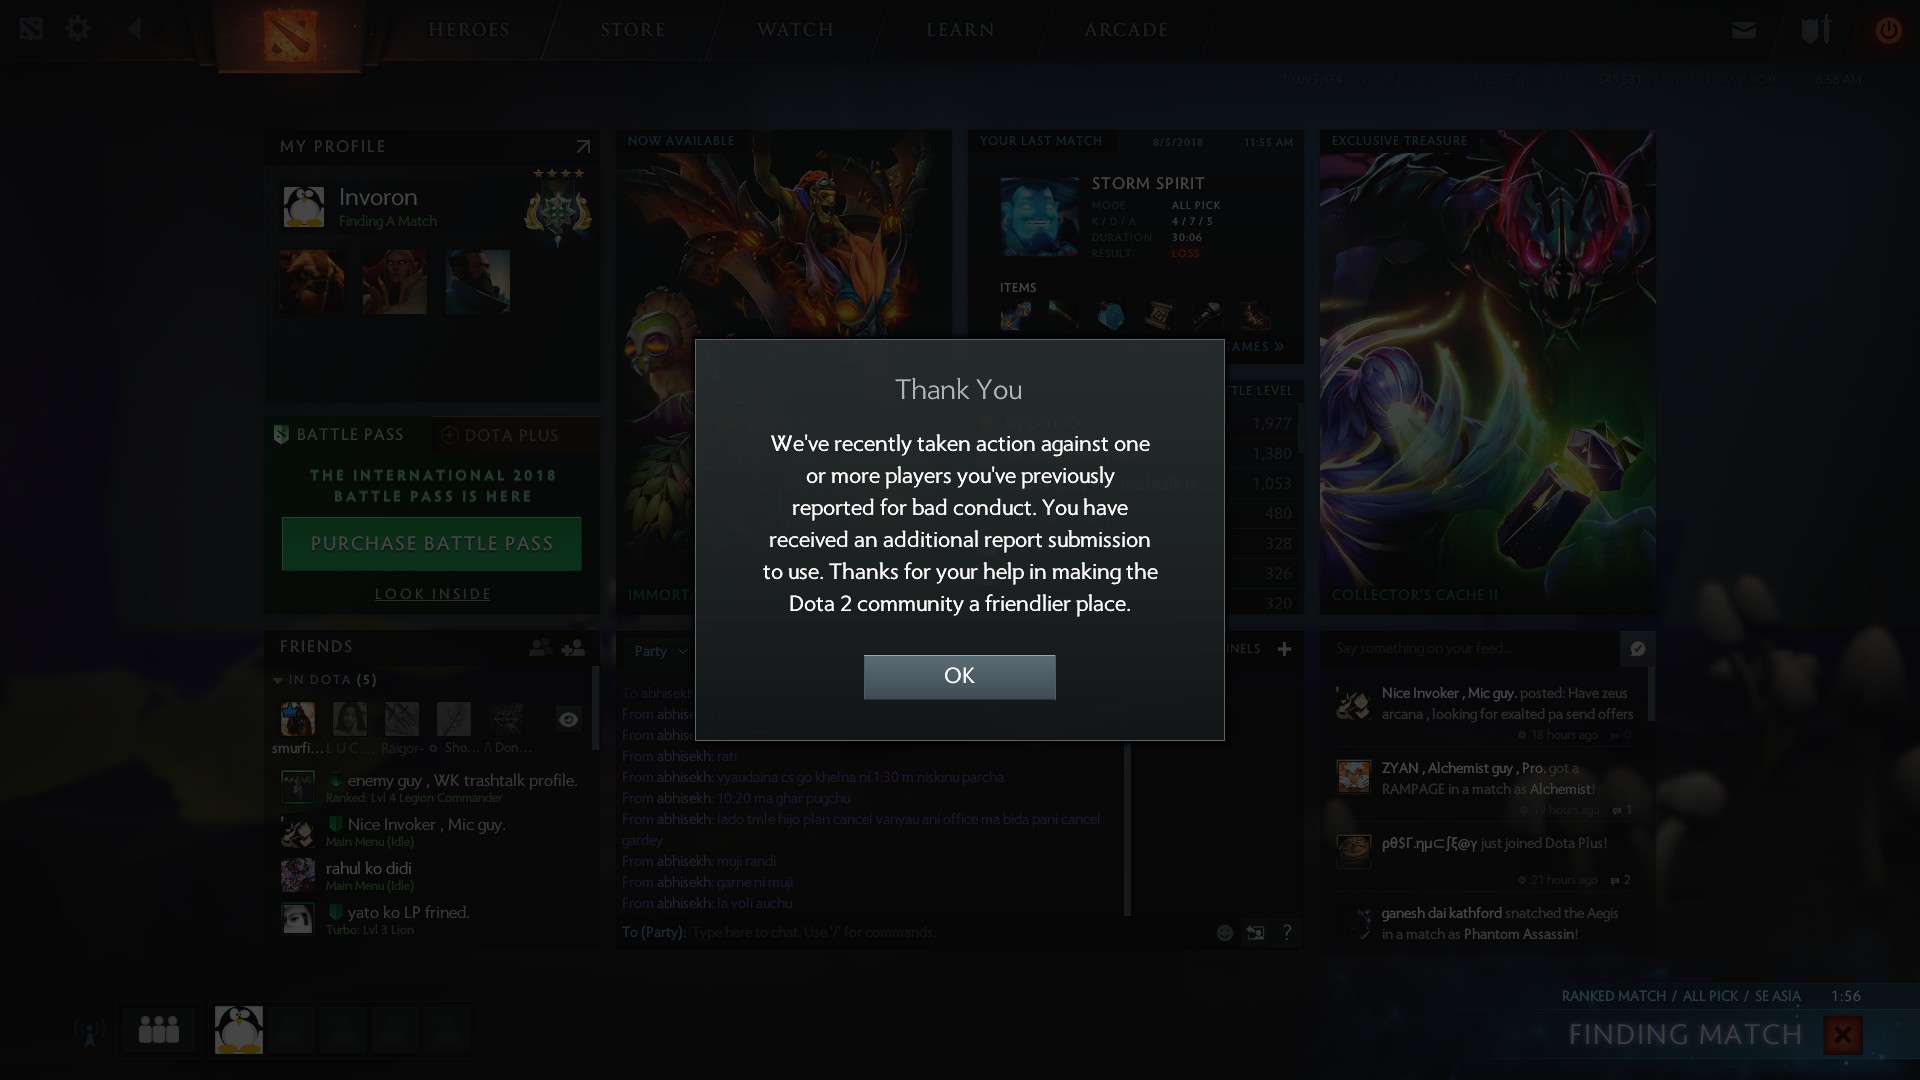 HEROES
STORE
WATCH
LEARN
ARCADE
6:56 AM
MY PROFILE
Invoron
Finding A Match
NOW AVAILABLE
YOUR LAST MATCH
8/5/2018
11:55 AM
STORM SPIRIT
MODE ALL PICK
K / D / A 4 / 7 / 5
DURATION 30:06
RESULT LOSS
ITEMS
AMES »
EXCLUSIVE TREASURE
COLLECTOR'S CACHE II
BATTLE PASS
DOTA PLUS
THE INTERNATIONAL 2018
BATTLE PASS IS HERE
PURCHASE BATTLE PASS
LOOK INSIDE
IMMORTA
TLE LEVEL
1,977
1,380
1,053
480
328
326
320
Thank You
We've recently taken action against one
or more players you've previously
reported for bad conduct. You have
received an additional report submission
to use. Thanks for your help in making the
Dota 2 community a friendlier place.
OK
FRIENDS
IN DOTA (5)
smurfi...
L U C ...
Raigor-
Sho...
Don...
enemy guy , WK trashtalk profile.
Ranked: Lvl 4 Legion Commander
Nice Invoker , Mic guy.
Main Menu (Idle)
rahul ko didi
Main Menu (Idle)
yato ko LP frined.
Turbo: Lvl 3 Lion
Party
NELS +
To abhisekh
From abhise
From abhisekh
From abhisekh: rati
From abhisekh: vyaudaina cs go khelna ni 1:30 m niskinu parcha
From abhisekh: 10:20 ma ghar pugchu
From abhisekh: lado tmle hijo plan cancel vanyau ani office ma bida pani cancel
gardey
From abhisekh: muji randi
From abhisekh: garne ni muji
From abhisekh: la voli auchu
To (Party): Type here to chat. Use '/' for commands.
?
Say something on your feed...
Nice Invoker , Mic guy. posted: Have zeus
arcana , looking for exalted pa send offers
18 hours ago 0
ZYAN , Alchemist guy , Pro. got a
RAMPAGE in a match as Alchemist!
19 hours ago 1
ρθ$Γ.ημ⊂∫ξ@γ just joined Dota Plus!
21 hours ago 2
ganesh dai kathford snatched the Aegis
in a match as Phantom Assassin!
RANKED MATCH / ALL PICK / SE ASIA 1:56
FINDING MATCH